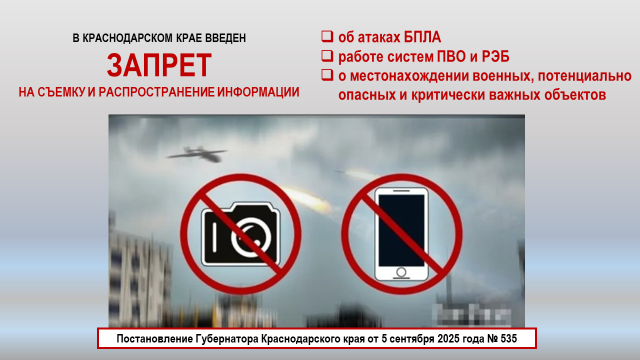 В КРАСНОДАРСКОМ КРАЕ ВВЕДЕН
ЗАПРЕТ
НА СЪЕМКУ И РАСПРОСТРАНЕНИЕ ИНФОРМАЦИИ
об атаках БПЛА
работе систем ПВО и РЭБ
о местонахождении военных, потенциально
опасных и критически важных объектов
Постановление Губернатора Краснодарского края от 5 сентября 2025 года № 535